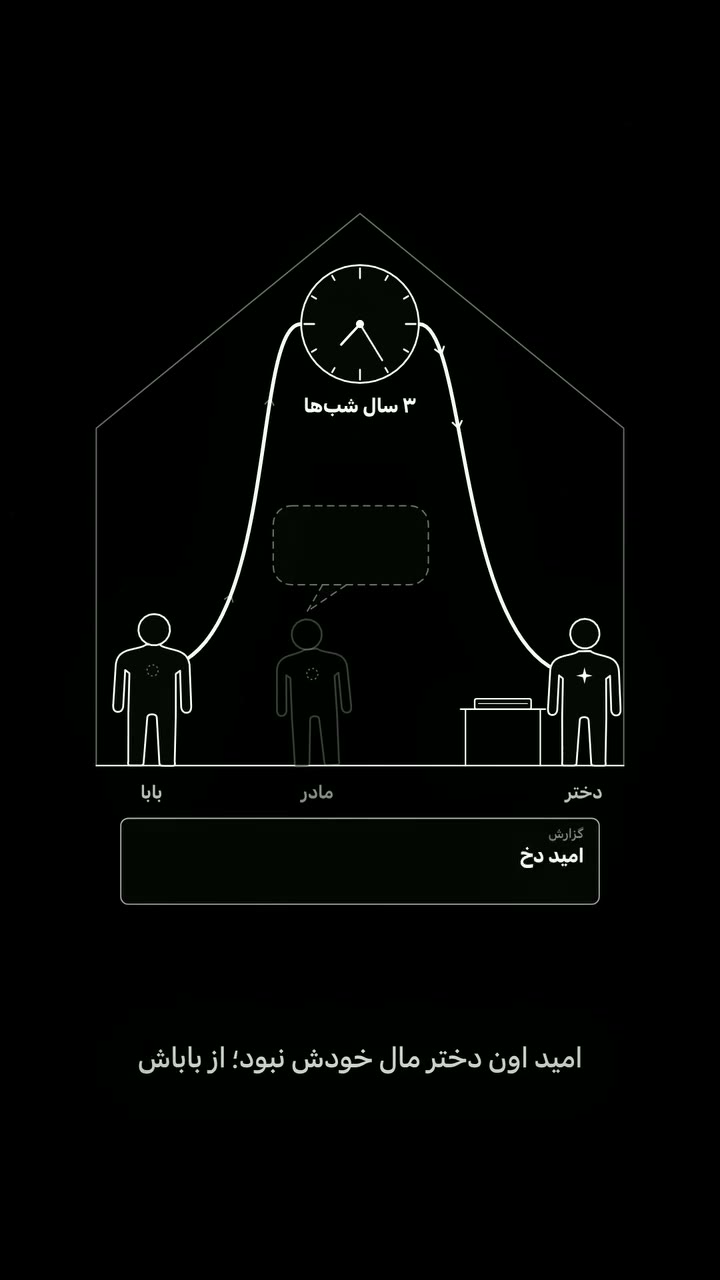 ۳ سال شب‌ها
بابا
مادر
دختر
گزارش
امید دخ
امید اون دختر مال خودش نبود؛ از باباش